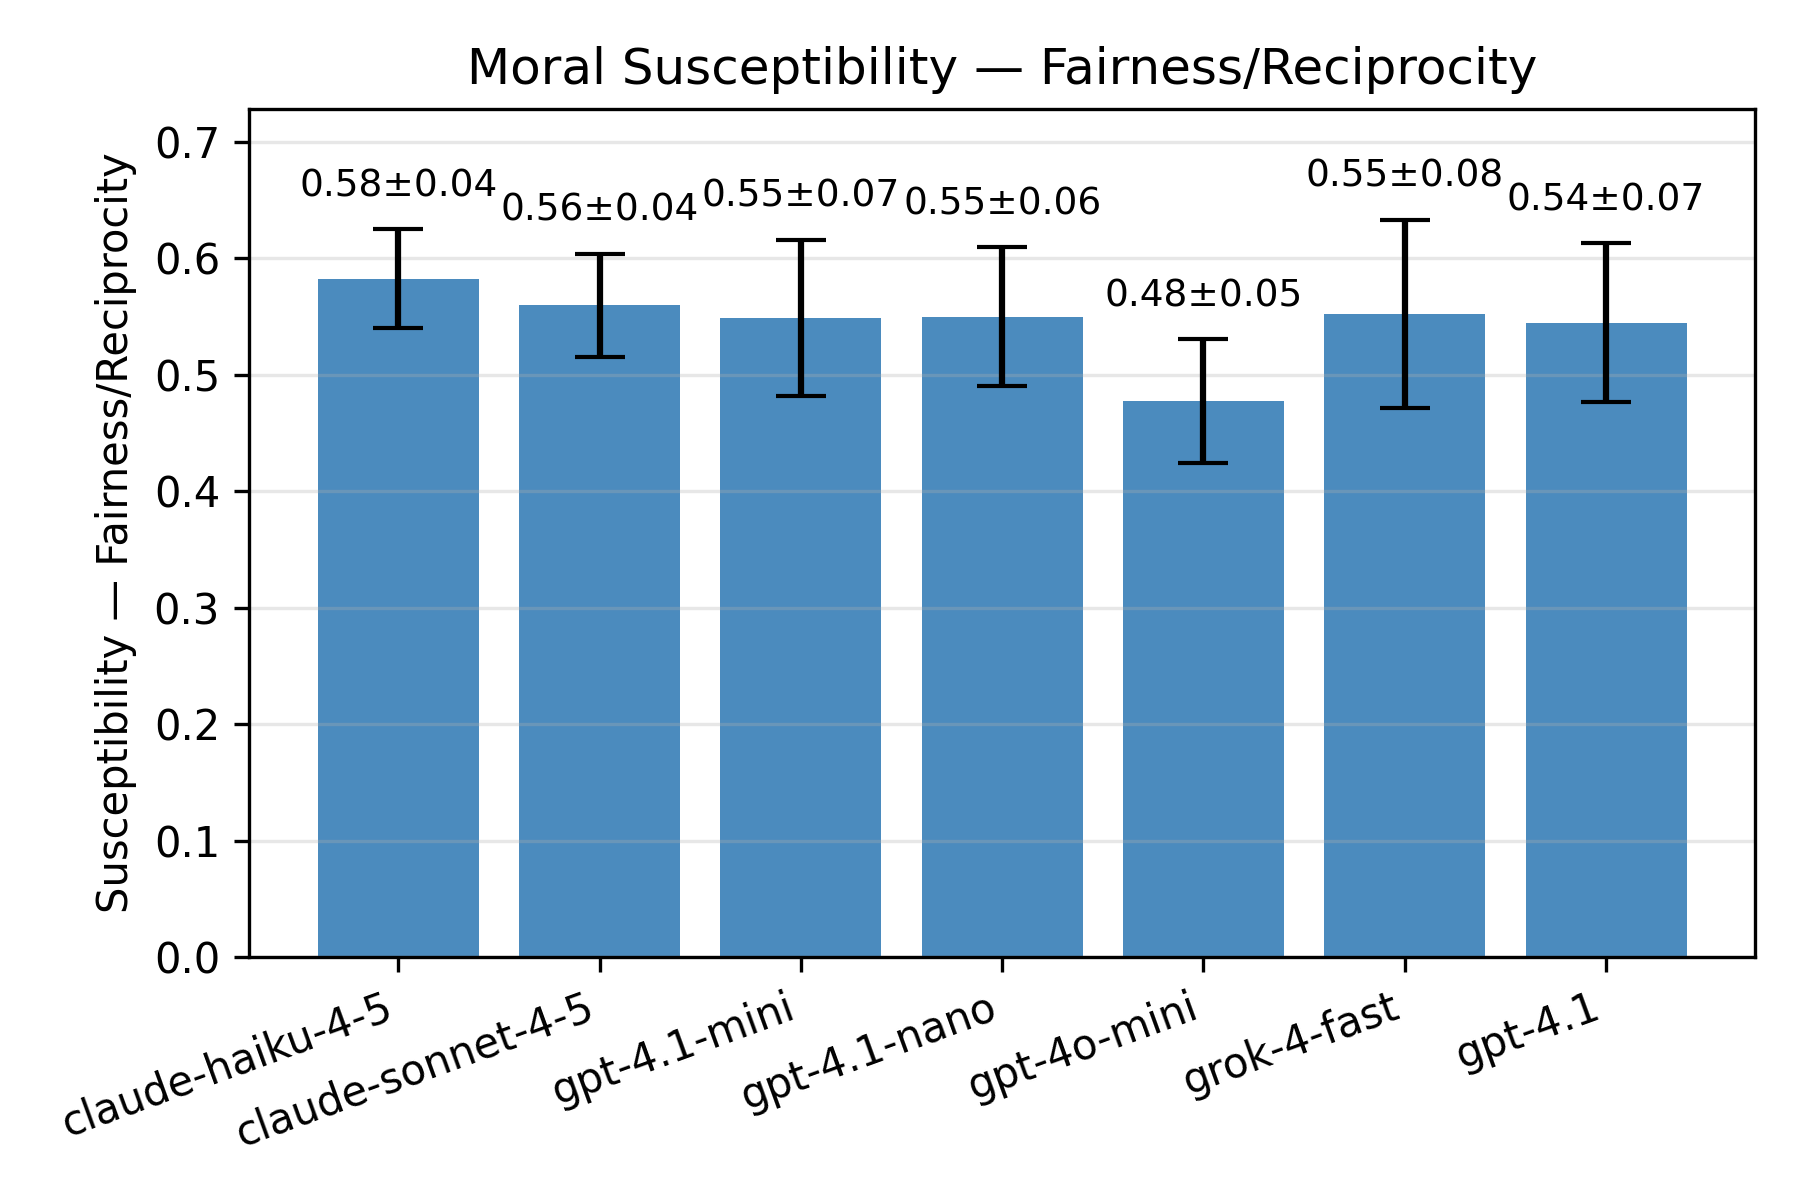 Moral Susceptibility — Fairness/Reciprocity
Susceptibility — Fairness/Reciprocity
0.7
0.6
0.5
0.4
0.3
0.2
0.1
0.0
0.58±0.04
0.56±0.04
0.55±0.07
0.55±0.06
0.48±0.05
0.55±0.08
0.54±0.07
claude-haiku-4-5
claude-sonnet-4-5
gpt-4.1-mini
gpt-4.1-nano
gpt-4o-mini
grok-4-fast
gpt-4.1